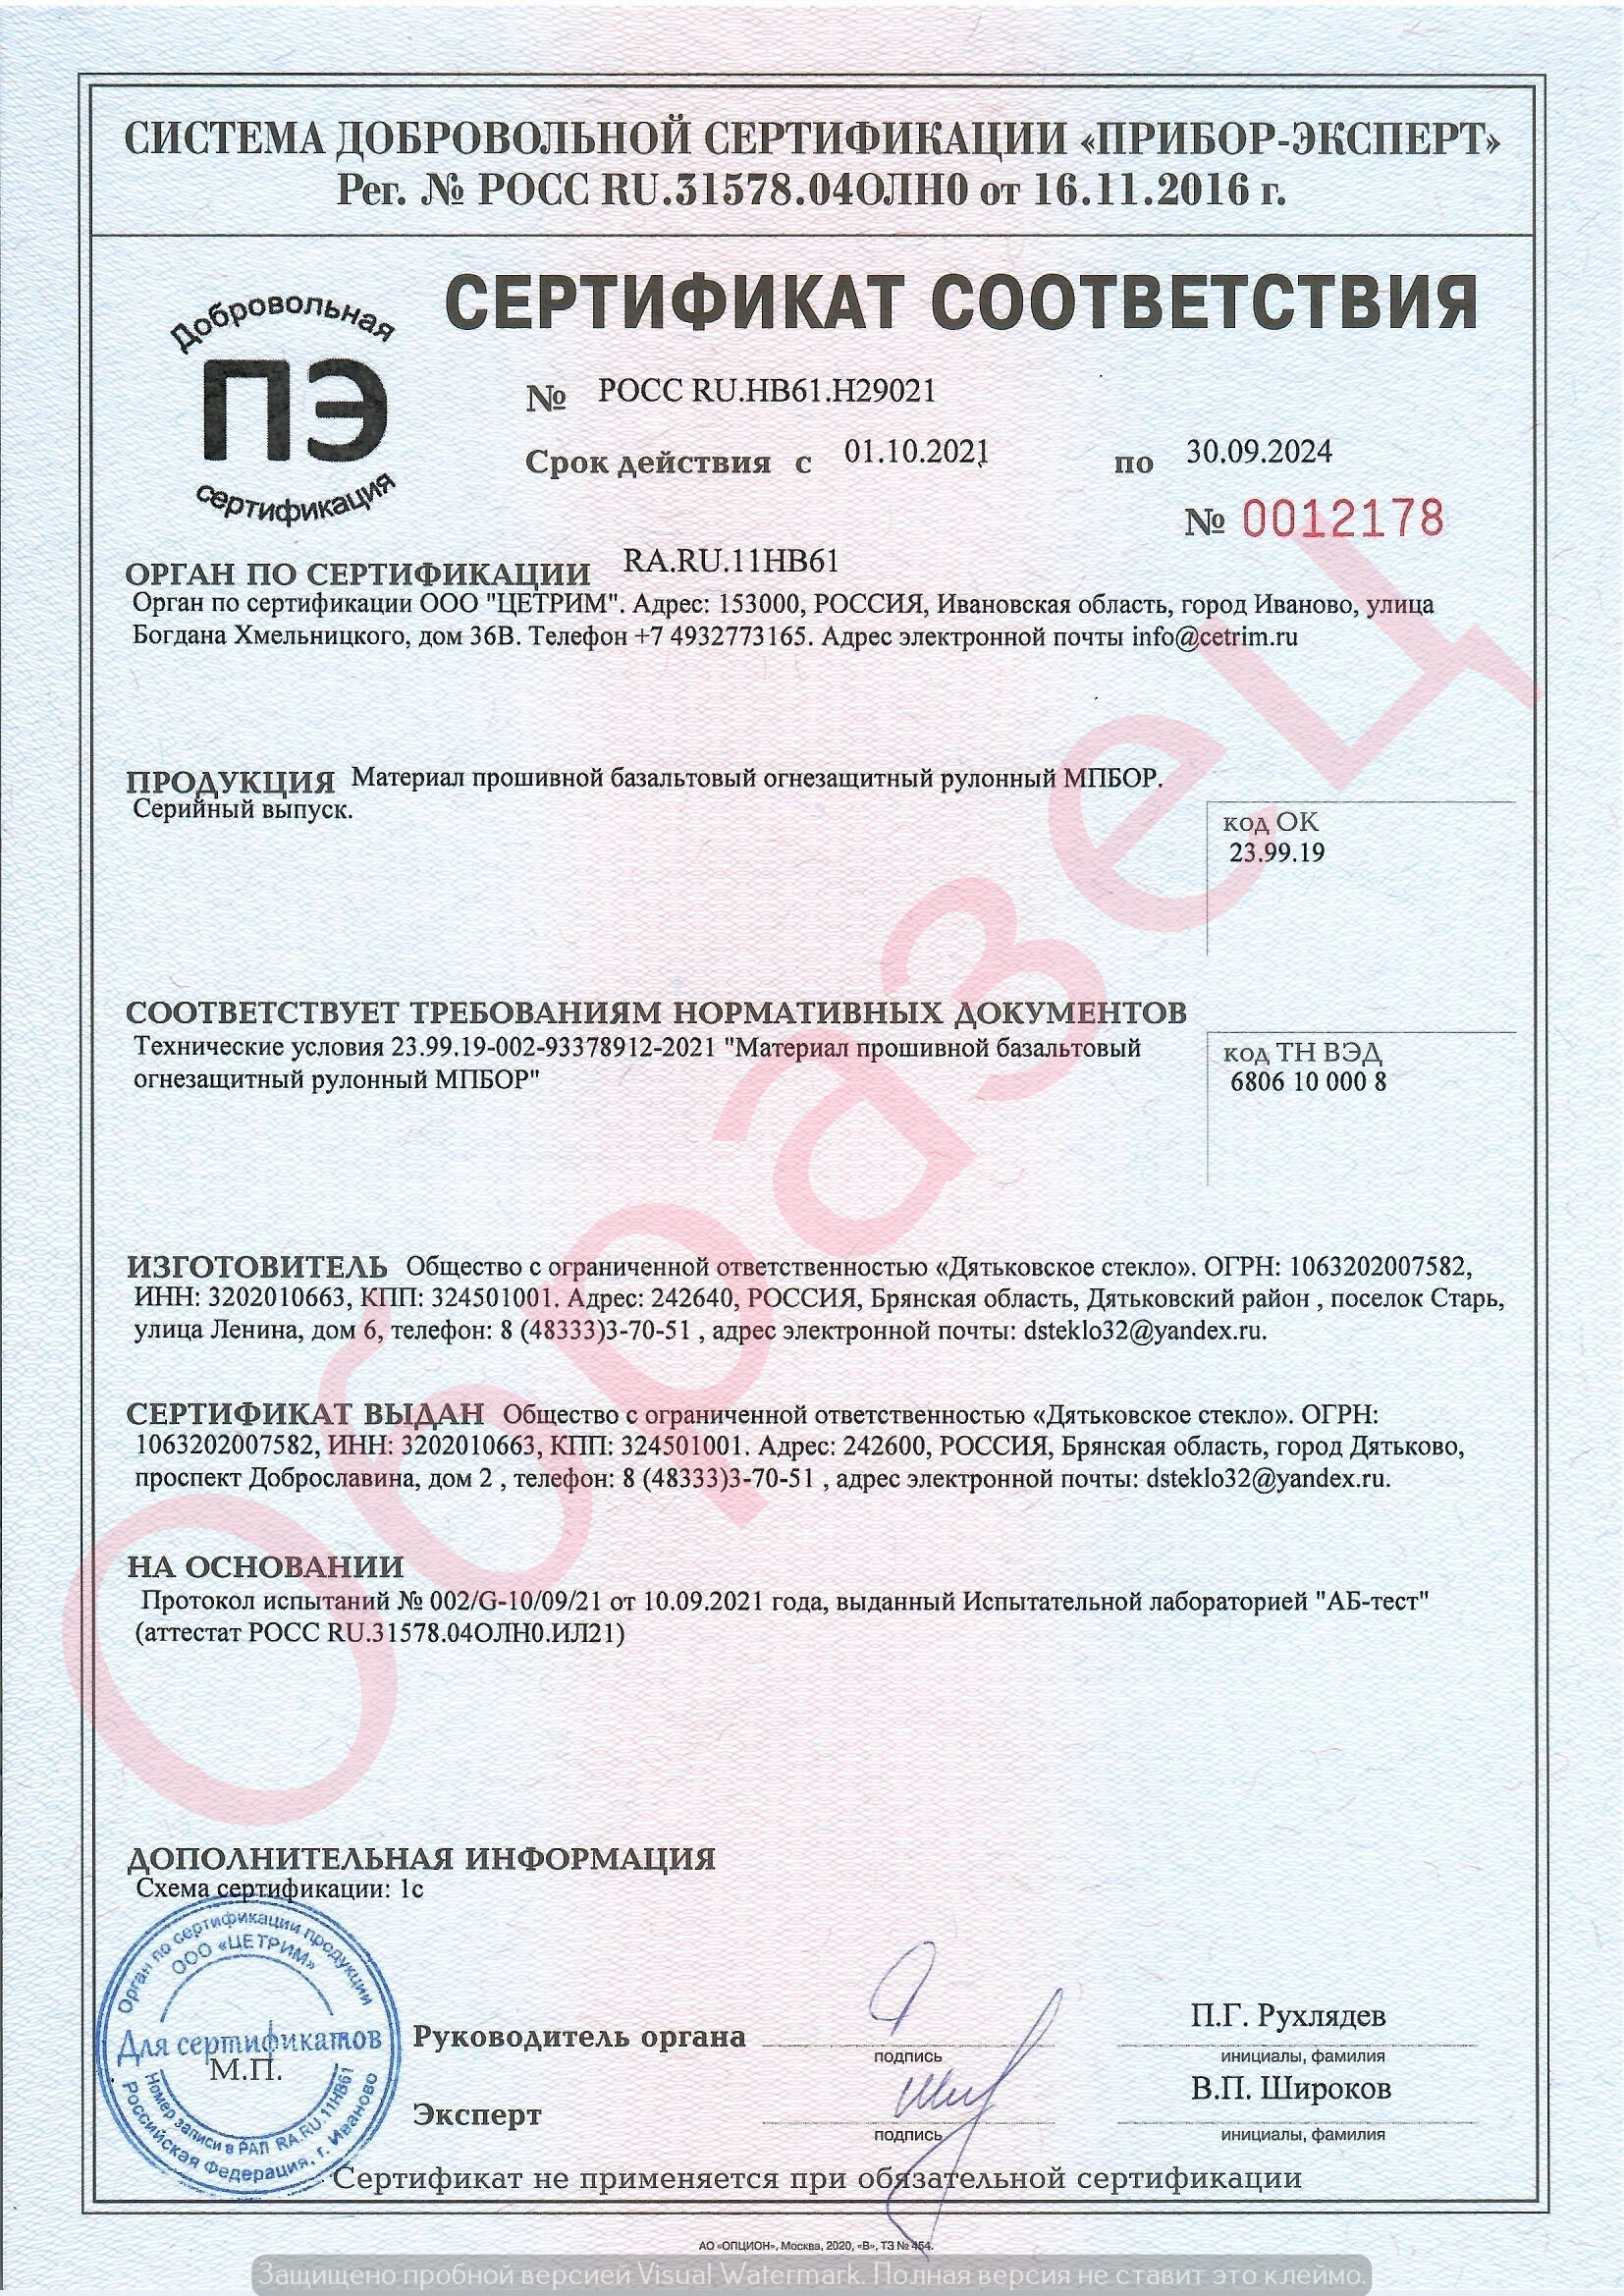 СИСТЕМА ДОБРОВОЛЬНОЙ СЕРТИФИКАЦИИ «ПРИБОР-ЭКСПЕРТ»
Рег. № РОСС RU.31578.04ОЛН0 от 16.11.2016 г.
Добровольная
ПЭ
сертификация
СЕРТИФИКАТ СООТВЕТСТВИЯ
№ РОСС RU.НВ61.Н29021
Срок действия с 01.10.2021 по 30.09.2024
№ 0012178
ОРГАН ПО СЕРТИФИКАЦИИ RA.RU.11НВ61
Орган по сертификации ООО "ЦЕТРИМ". Адрес: 153000, РОССИЯ, Ивановская область, город Иваново, улица
Богдана Хмельницкого, дом 36В. Телефон +7 4932773165. Адрес электронной почты info@cetrim.ru
ПРОДУКЦИЯ Материал прошивной базальтовый огнезащитный рулонный МПБОР.
Серийный выпуск.
код ОК
23.99.19
СООТВЕТСТВУЕТ ТРЕБОВАНИЯМ НОРМАТИВНЫХ ДОКУМЕНТОВ
Технические условия 23.99.19-002-93378912-2021 "Материал прошивной базальтовый
огнезащитный рулонный МПБОР"
код ТН ВЭД
6806 10 000 8
ИЗГОТОВИТЕЛЬ Общество с ограниченной ответственностью «Дятьковское стекло». ОГРН: 1063202007582,
ИНН: 3202010663, КПП: 324501001. Адрес: 242640, РОССИЯ, Брянская область, Дятьковский район , поселок Старь,
улица Ленина, дом 6, телефон: 8 (48333)3-70-51 , адрес электронной почты: dsteklo32@yandex.ru.
СЕРТИФИКАТ ВЫДАН Общество с ограниченной ответственностью «Дятьковское стекло». ОГРН:
1063202007582, ИНН: 3202010663, КПП: 324501001. Адрес: 242600, РОССИЯ, Брянская область, город Дятьково,
проспект Доброславина, дом 2 , телефон: 8 (48333)3-70-51 , адрес электронной почты: dsteklo32@yandex.ru.
НА ОСНОВАНИИ
Протокол испытаний № 002/G-10/09/21 от 10.09.2021 года, выданный Испытательной лабораторией "АБ-тест"
(аттестат РОСС RU.31578.04ОЛН0.ИЛ21)
Образец
ДОПОЛНИТЕЛЬНАЯ ИНФОРМАЦИЯ
Схема сертификации: 1с
Орган по сертификации продукции
ООО «ЦЕТРИМ»
Для сертификатов
М.П.
Номер записи в РАЛ RA.RU.11НВ61
Российская Федерация, г. Иваново
Руководитель органа
подпись
П.Г. Рухлядев
инициалы, фамилия
Эксперт
подпись
В.П. Широков
инициалы, фамилия
Сертификат не применяется при обязательной сертификации
АО «ОПЦИОН», Москва, 2020, «В», ТЗ № 454.
Защищено пробной версией Visual Watermark. Полная версия не ставит это клеймо.